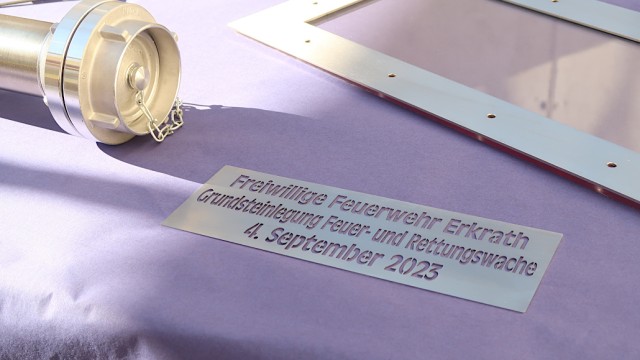 Freiwillige Feuerwehr Erkrath
Grundsteinlegung Feuer- und Rettungswache
4. September 2023